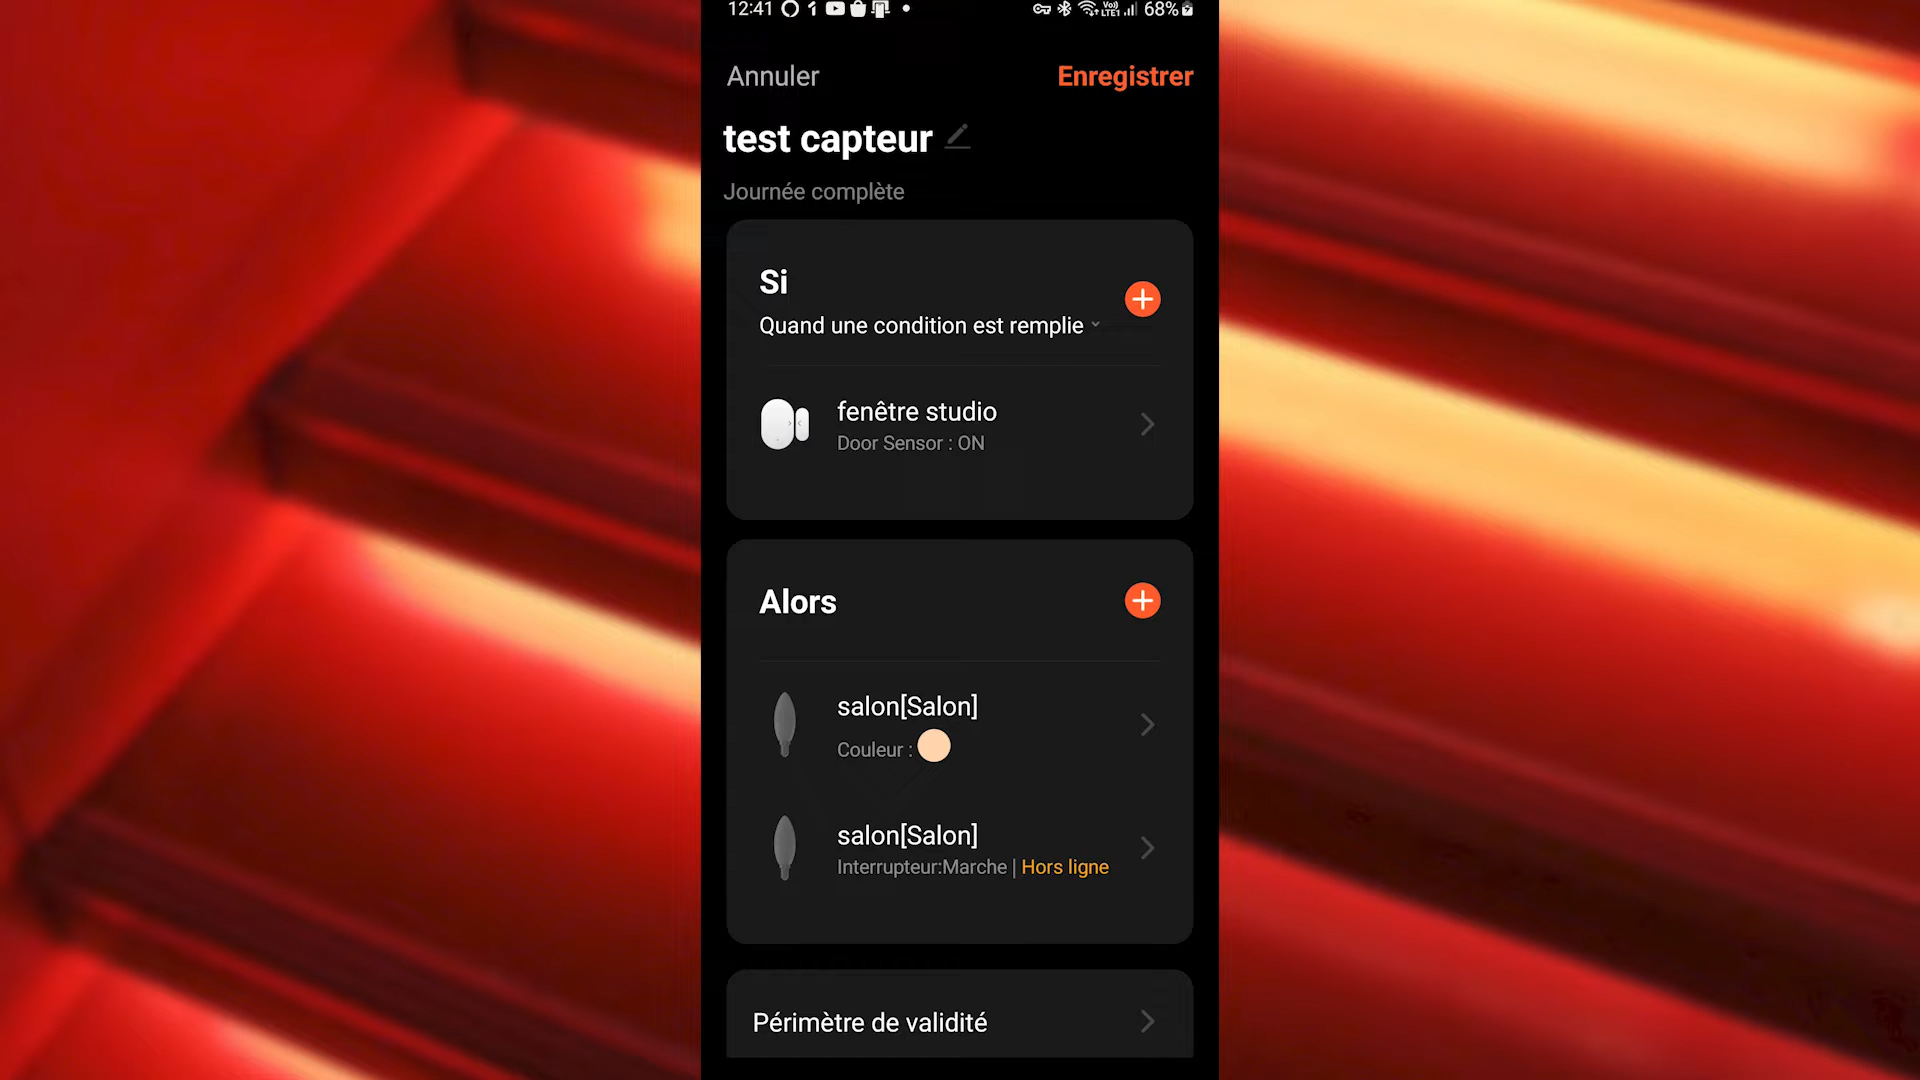 12:41 68%
Annuler Enregistrer
test capteur
Journée complète
Si
Quand une condition est remplie
fenêtre studio
Door Sensor : ON
Alors
salon[Salon]
Couleur :
salon[Salon]
Interrupteur:Marche | Hors ligne
Périmètre de validité